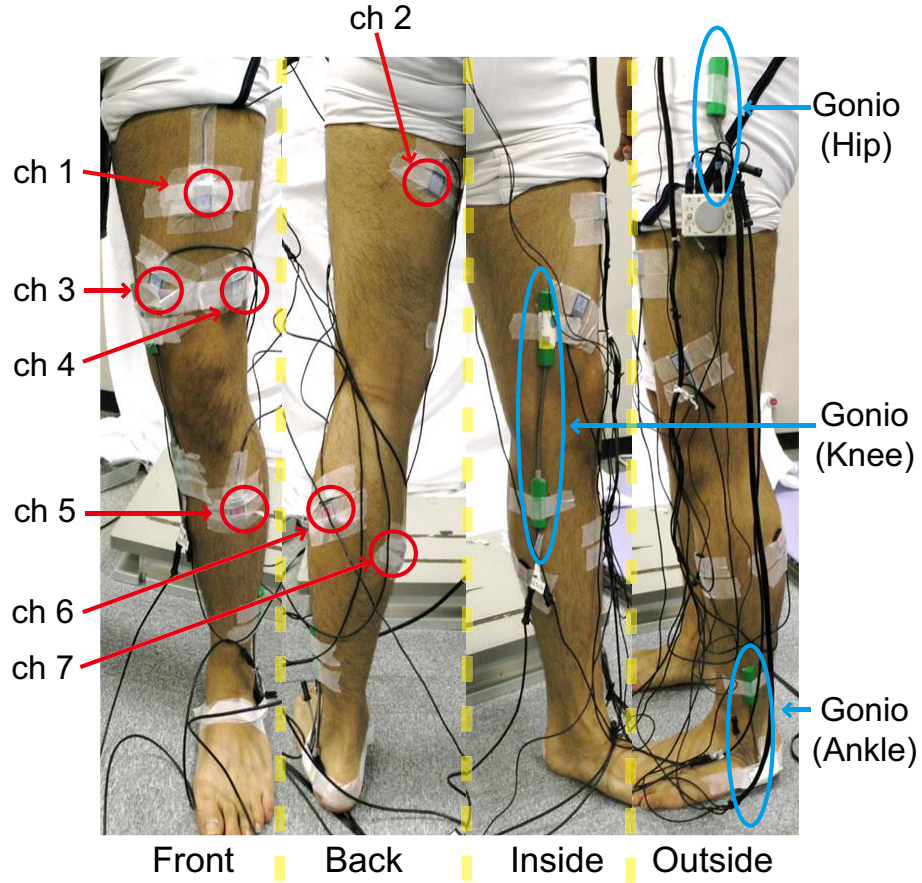 ch 2
Gonio
(Hip)
ch 1
ch 3
ch 4
Gonio
(Knee)
ch 5
ch 6
ch 7
Gonio
(Ankle)
Front
Back
Inside
Outside